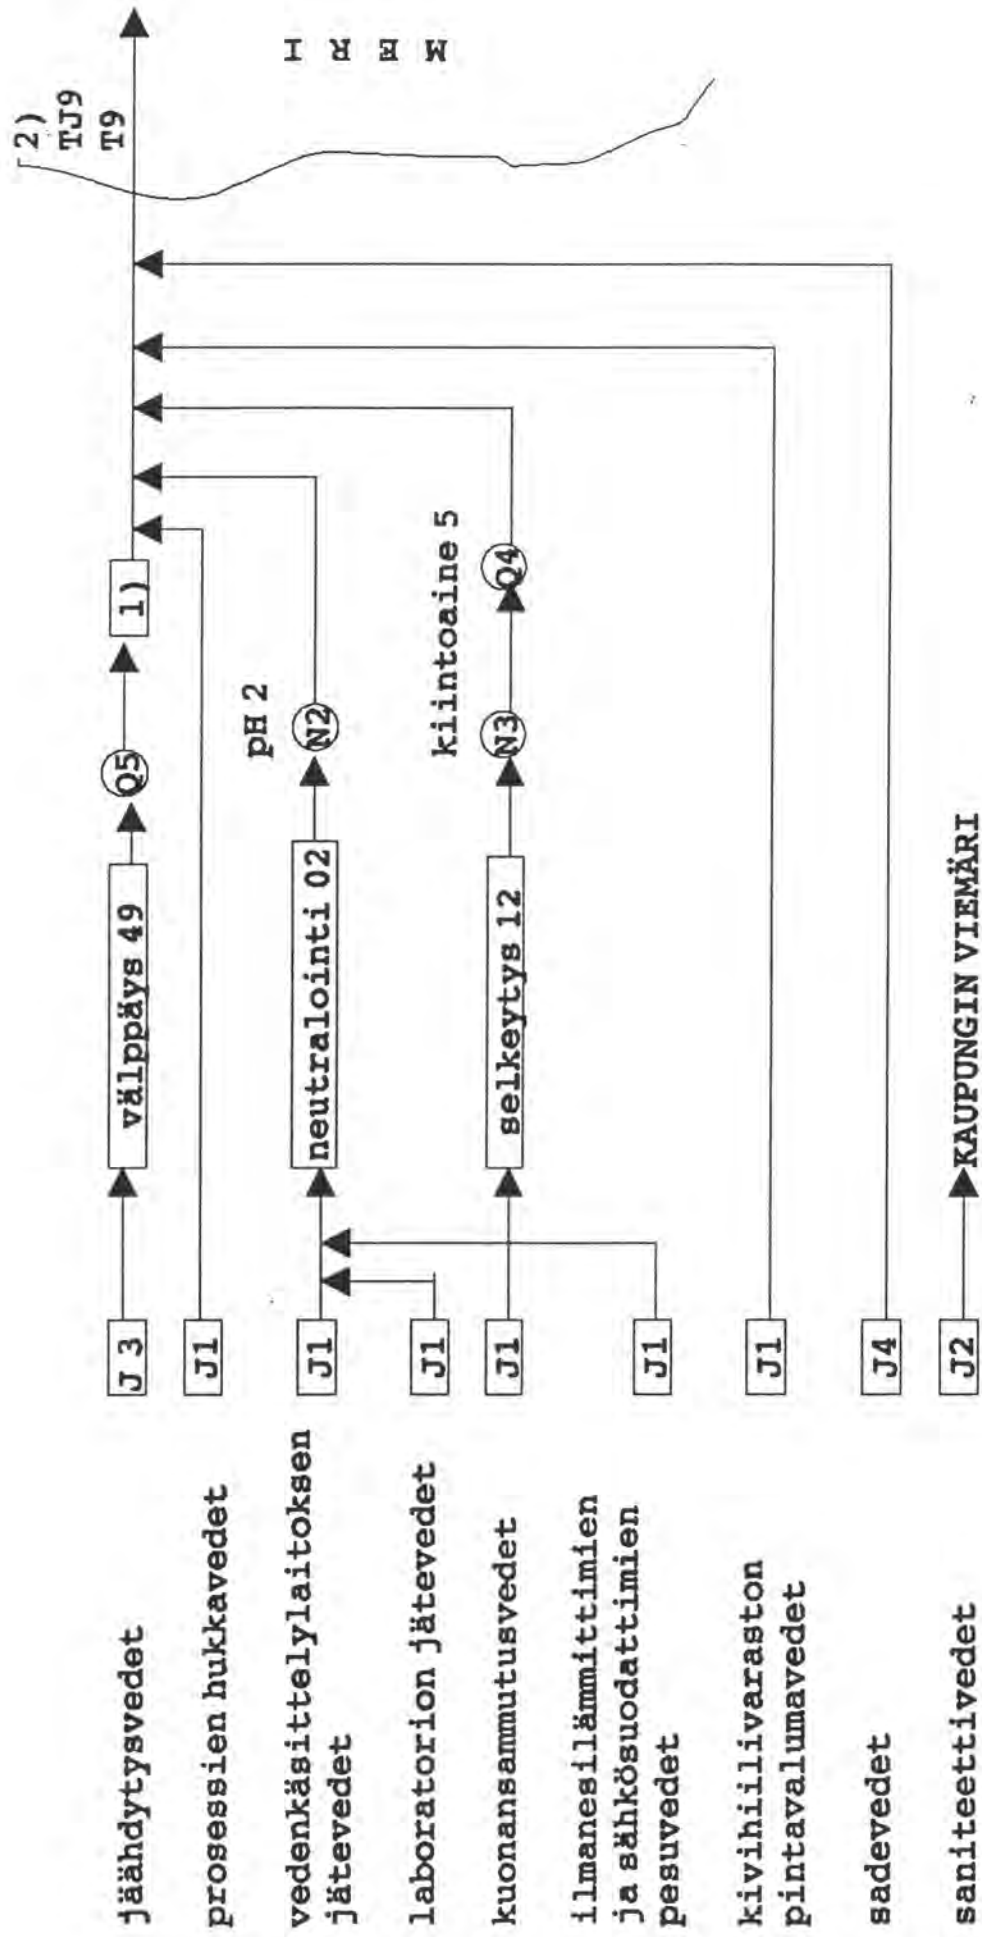 2)
TJ9
T9
M E R I
jäähdytysvedet
J 3
välppäys 49
Q5
1)
prosessien hukkavedet
J1
vedenkäsittelylaitoksen
jätevedet
J1
neutralointi 02
pH 2
N2
laboratorion jätevedet
J1
kuonansammutusvedet
J1
selkeytys 12
kiintoaine 5
N3
Q4
ilmanesilämmittimien
ja sähkösuodattimien
pesuvedet
J1
kivihiilivaraston
pintavalumavedet
J1
sadevedet
J4
saniteettivedet
J2
KAUPUNGIN VIEMÄRI